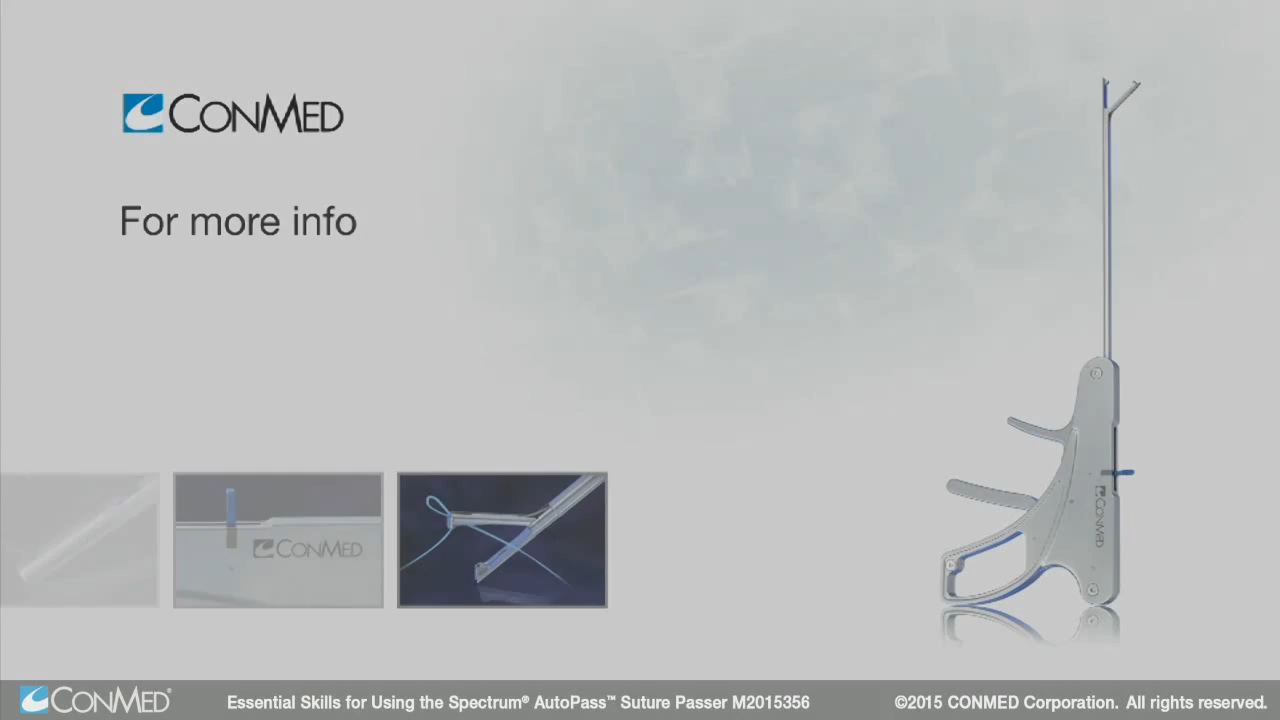 CONMED
For more info
CONMED
CONMED
CONMED® Essential Skills for Using the Spectrum® AutoPass™ Suture Passer M2015356 ©2015 CONMED Corporation. All rights reserved.